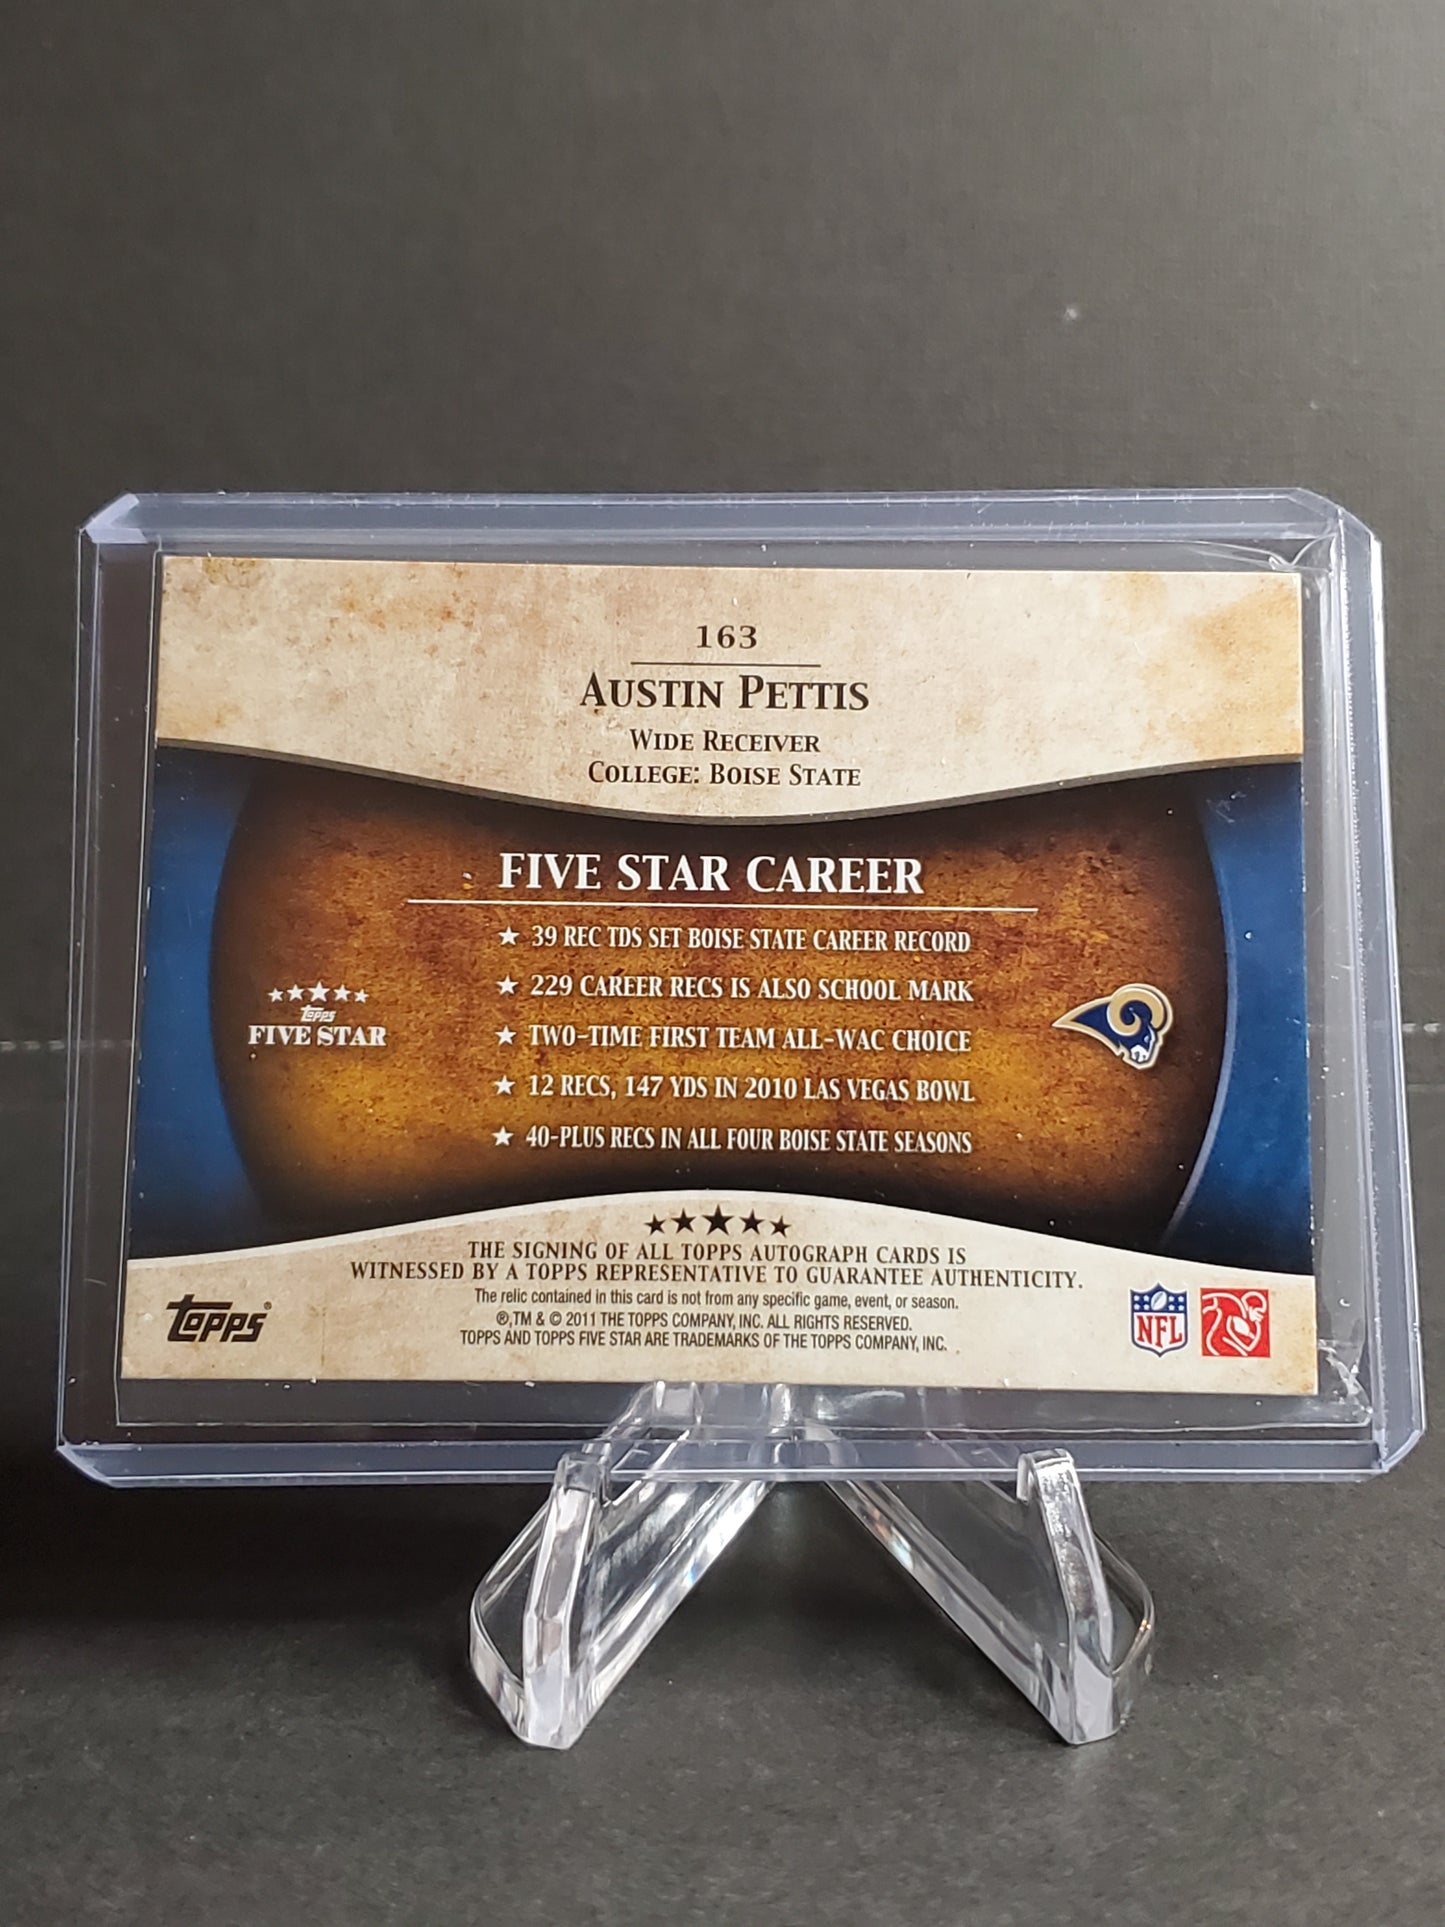 163
AUSTIN PETTIS
WIDE RECEIVER
COLLEGE: BOISE STATE
FIVE STAR CAREER
★ 39 REC TDS SET BOISE STATE CAREER RECORD
★ 229 CAREER RECS IS ALSO SCHOOL MARK
★ TWO-TIME FIRST TEAM ALL-WAC CHOICE
★ 12 RECS, 147 YDS IN 2010 LAS VEGAS BOWL
★ 40-PLUS RECS IN ALL FOUR BOISE STATE SEASONS
topps
FIVE STAR
THE SIGNING OF ALL TOPPS AUTOGRAPH CARDS IS
WITNESSED BY A TOPPS REPRESENTATIVE TO GUARANTEE AUTHENTICITY.
The relic contained in this card is not from any specific game, event, or season.
®,TM & © 2011 THE TOPPS COMPANY, INC. ALL RIGHTS RESERVED.
TOPPS AND TOPPS FIVE STAR ARE TRADEMARKS OF THE TOPPS COMPANY, INC.
topps®
NFL